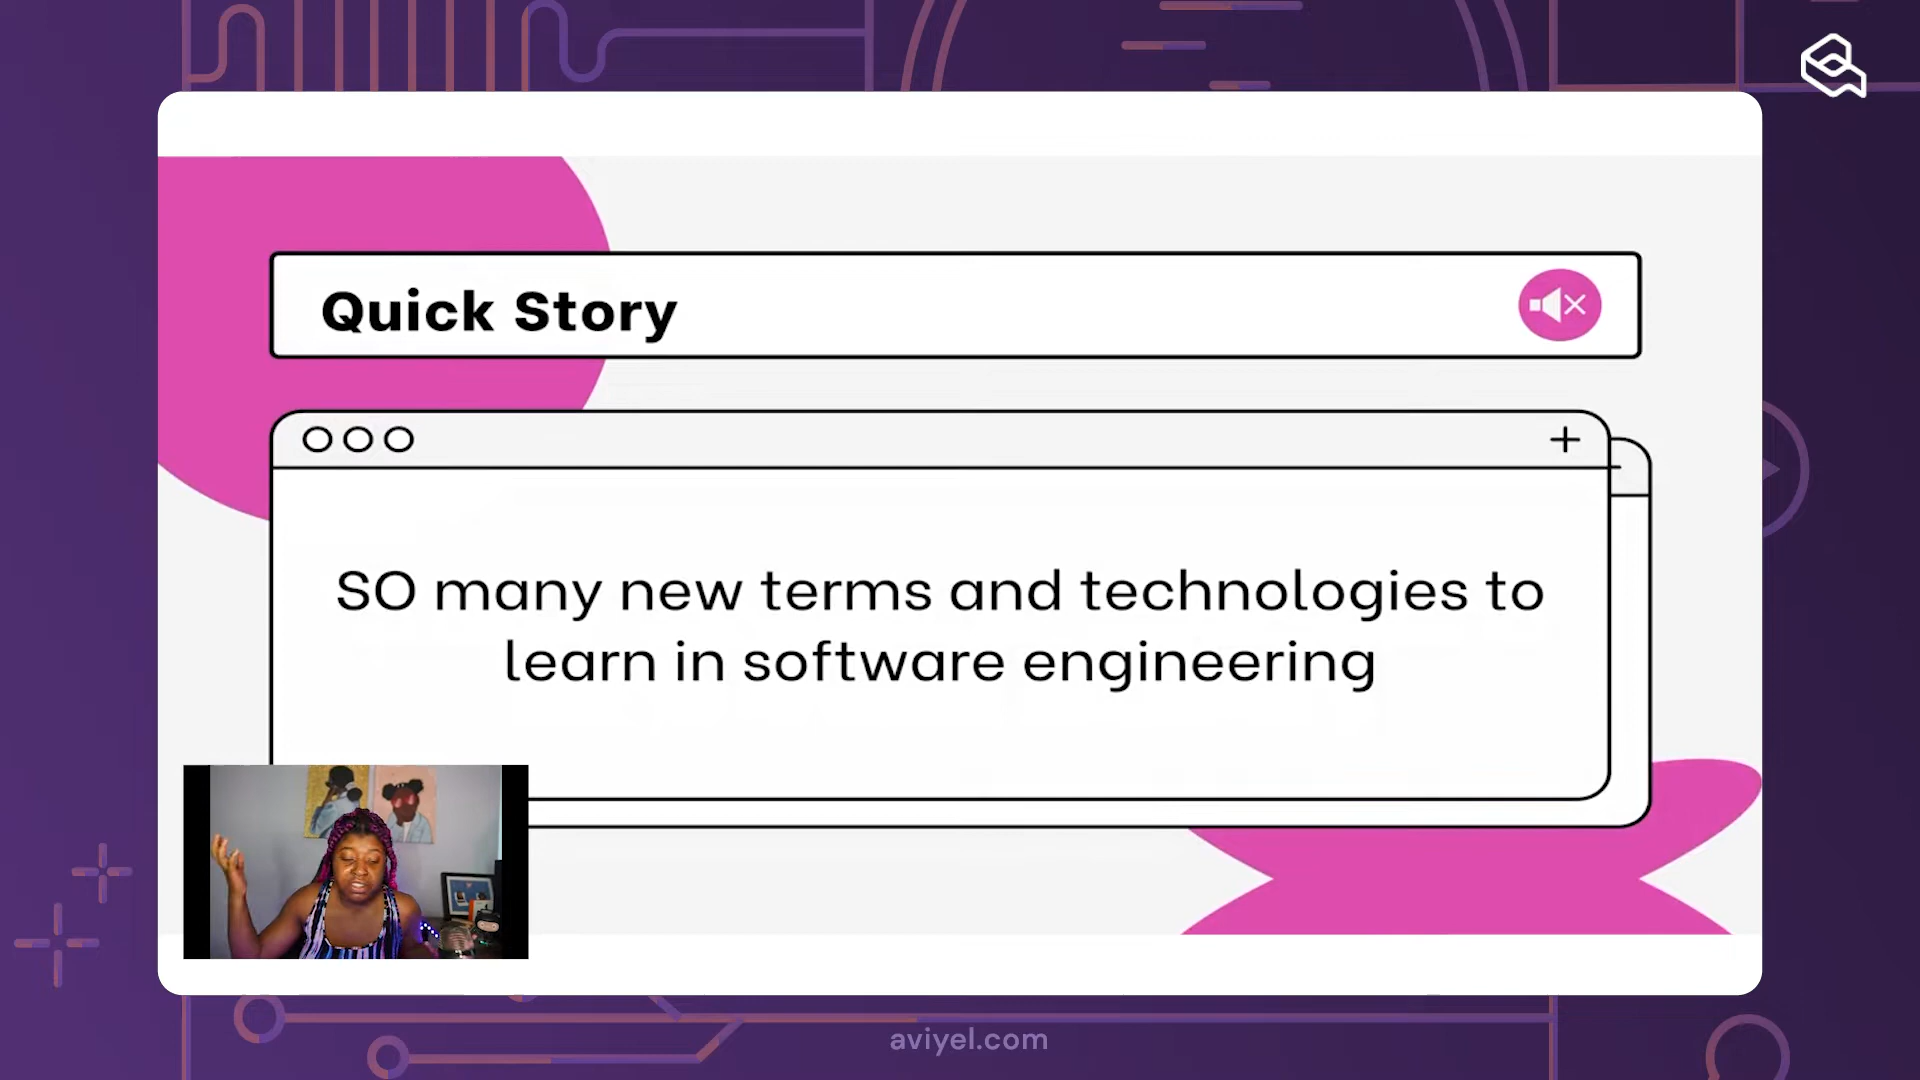 Quick Story
SO many new terms and technologies to
learn in software engineering
aviyel.com